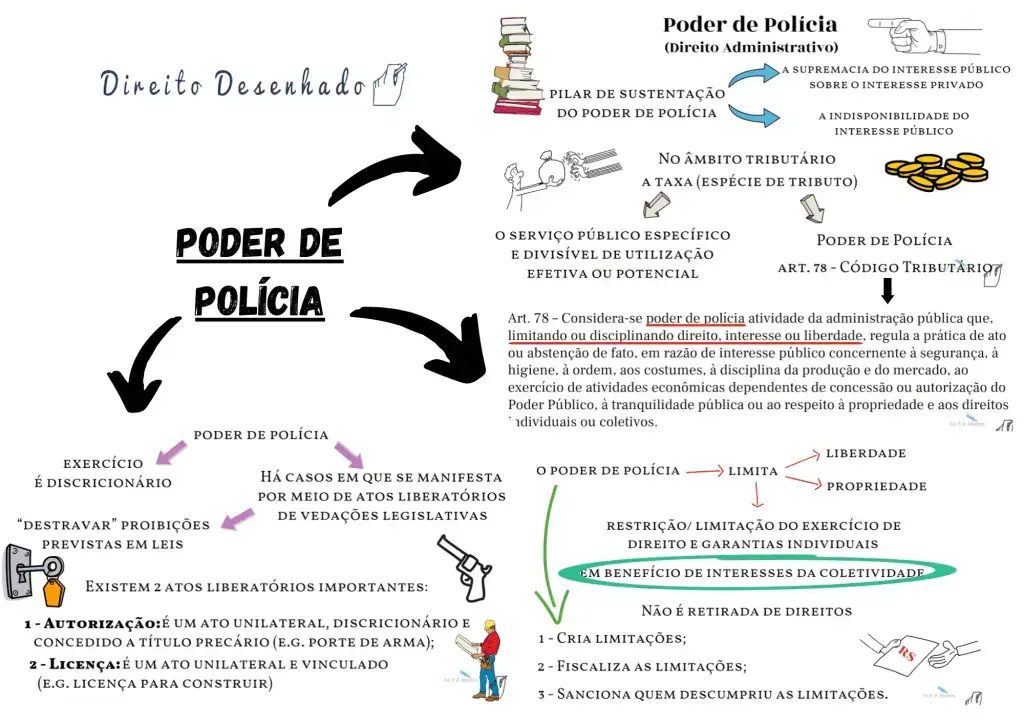 Direito Desenhado
PODER DE
POLÍCIA
Poder de Polícia
(Direito Administrativo)
PILAR DE SUSTENTAÇÃO
DO PODER DE POLÍCIA
A SUPREMACIA DO INTERESSE PÚBLICO
SOBRE O INTERESSE PRIVADO
A INDISPONIBILIDADE DO
INTERESSE PÚBLICO
NO ÂMBITO TRIBUTÁRIO
A TAXA (ESPÉCIE DE TRIBUTO)
O SERVIÇO PÚBLICO ESPECÍFICO
E DIVISÍVEL DE UTILIZAÇÃO
EFETIVA OU POTENCIAL
PODER DE POLÍCIA
ART. 78 - CÓDIGO TRIBUTÁRIO
Art. 78 – Considera-se poder de polícia atividade da administração pública que,
limitando ou disciplinando direito, interesse ou liberdade, regula a prática de ato
ou abstenção de fato, em razão de interesse público concernente à segurança, à
higiene, à ordem, aos costumes, à disciplina da produção e do mercado, ao
exercício de atividades econômicas dependentes de concessão ou autorização do
Poder Público, à tranquilidade pública ou ao respeito à propriedade e aos direitos
individuais ou coletivos.
PODER DE POLÍCIA
EXERCÍCIO
É DISCRICIONÁRIO
HÁ CASOS EM QUE SE MANIFESTA
POR MEIO DE ATOS LIBERATÓRIOS
DE VEDAÇÕES LEGISLATIVAS
“DESTRAVAR” PROIBIÇÕES
PREVISTAS EM LEIS
EXISTEM 2 ATOS LIBERATÓRIOS IMPORTANTES:
1 - AUTORIZAÇÃO: É UM ATO UNILATERAL, DISCRICIONÁRIO E
CONCEDIDO A TÍTULO PRECÁRIO (E.G. PORTE DE ARMA);
2 - LICENÇA: É UM ATO UNILATERAL E VINCULADO
(E.G. LICENÇA PARA CONSTRUIR)
O PODER DE POLÍCIA
LIMITA
LIBERDADE
PROPRIEDADE
RESTRIÇÃO/ LIMITAÇÃO DO EXERCÍCIO DE
DIREITO E GARANTIAS INDIVIDUAIS
EM BENEFÍCIO DE INTERESSES DA COLETIVIDADE
NÃO É RETIRADA DE DIREITOS
1 - CRIA LIMITAÇÕES;
2 - FISCALIZA AS LIMITAÇÕES;
3 - SANCIONA QUEM DESCUMPRIU AS LIMITAÇÕES.
R$